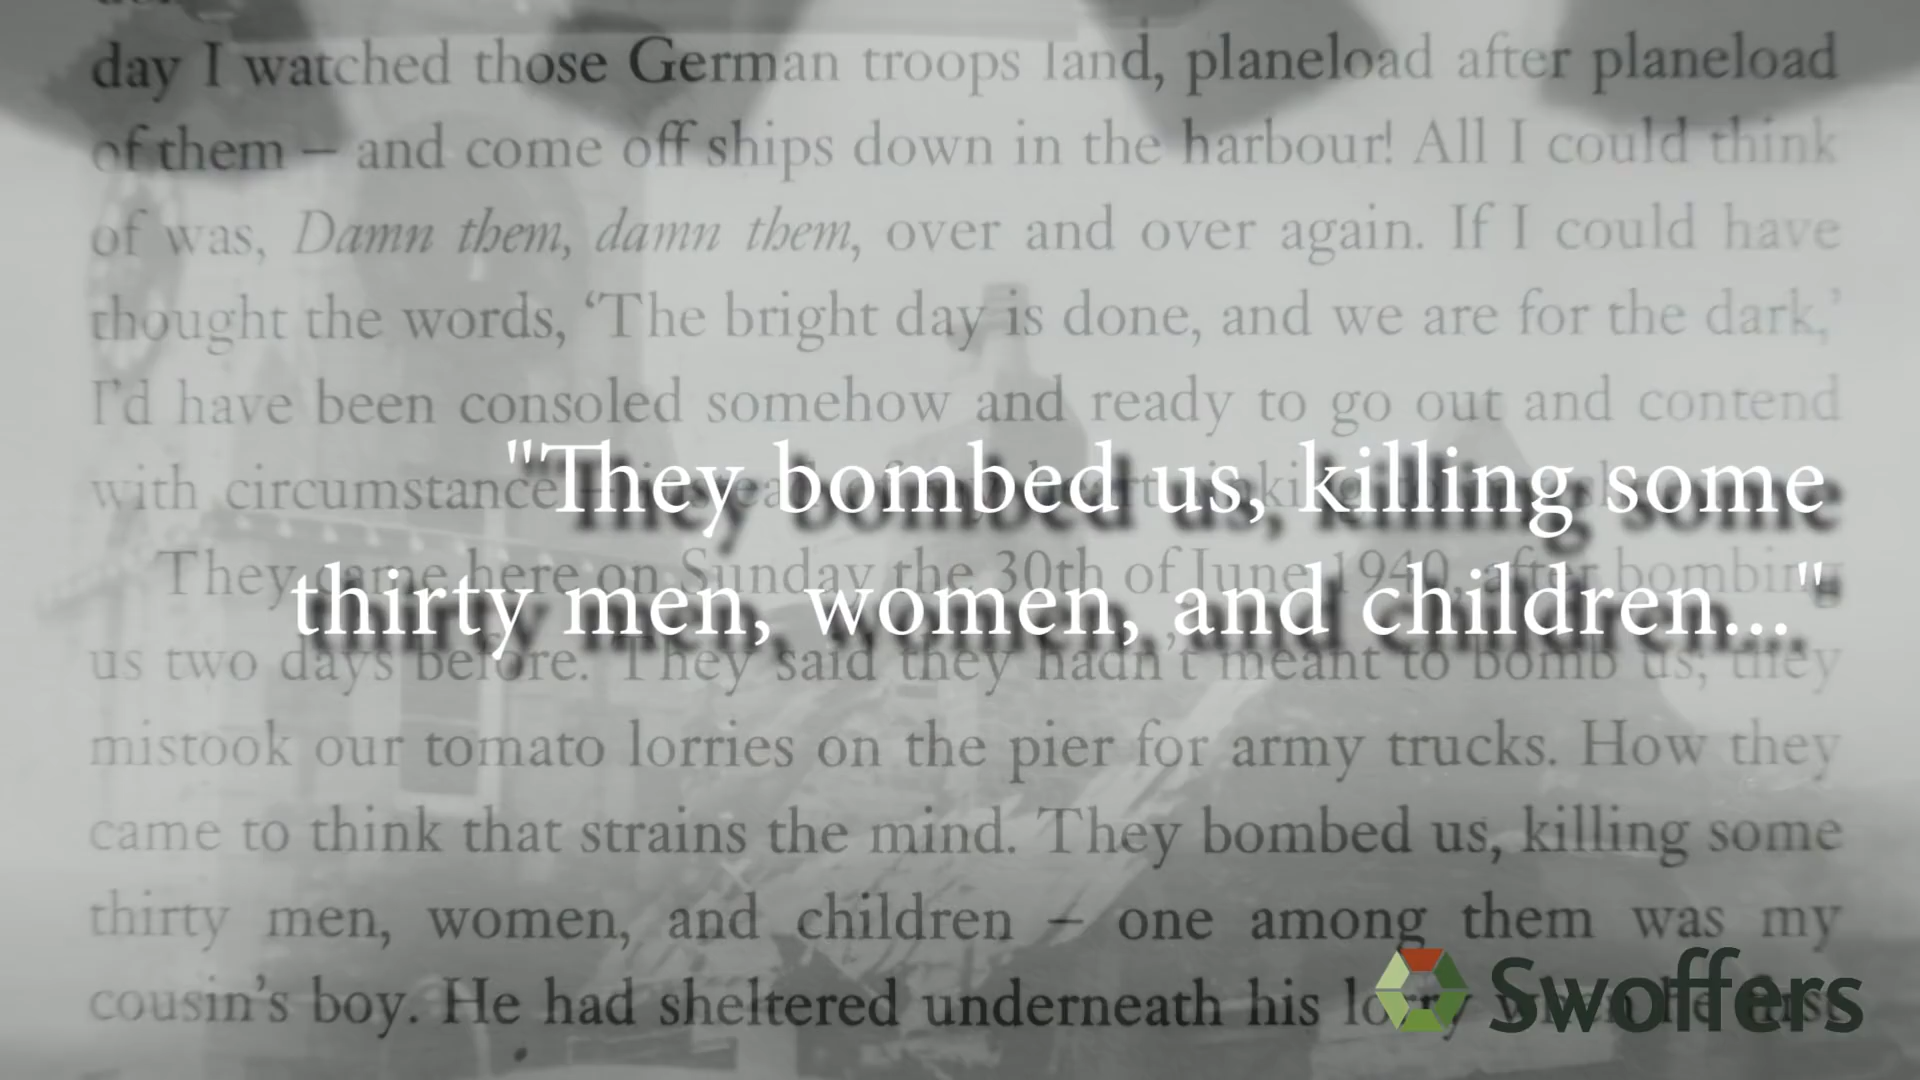 day I watched those German troops land, planeload after planeload
of them – and come off ships down in the harbour! All I could think
of was, Damn them, damn them, over and over again. If I could have
thought the words, ‘The bright day is done, and we are for the dark,’
I’d have been consoled somehow and ready to go out and contend
with circumstance
"They bombed us, killing some
They came here on Sunday the 30th of June 1940, after bombing
thirty men, women, and children..."
us two days before. They said they hadn’t meant to bomb us; they
mistook our tomato lorries on the pier for army trucks. How they
came to think that strains the mind. They bombed us, killing some
thirty men, women, and children – one among them was my
cousin’s boy. He had sheltered underneath his lorry when he first
Swoffers